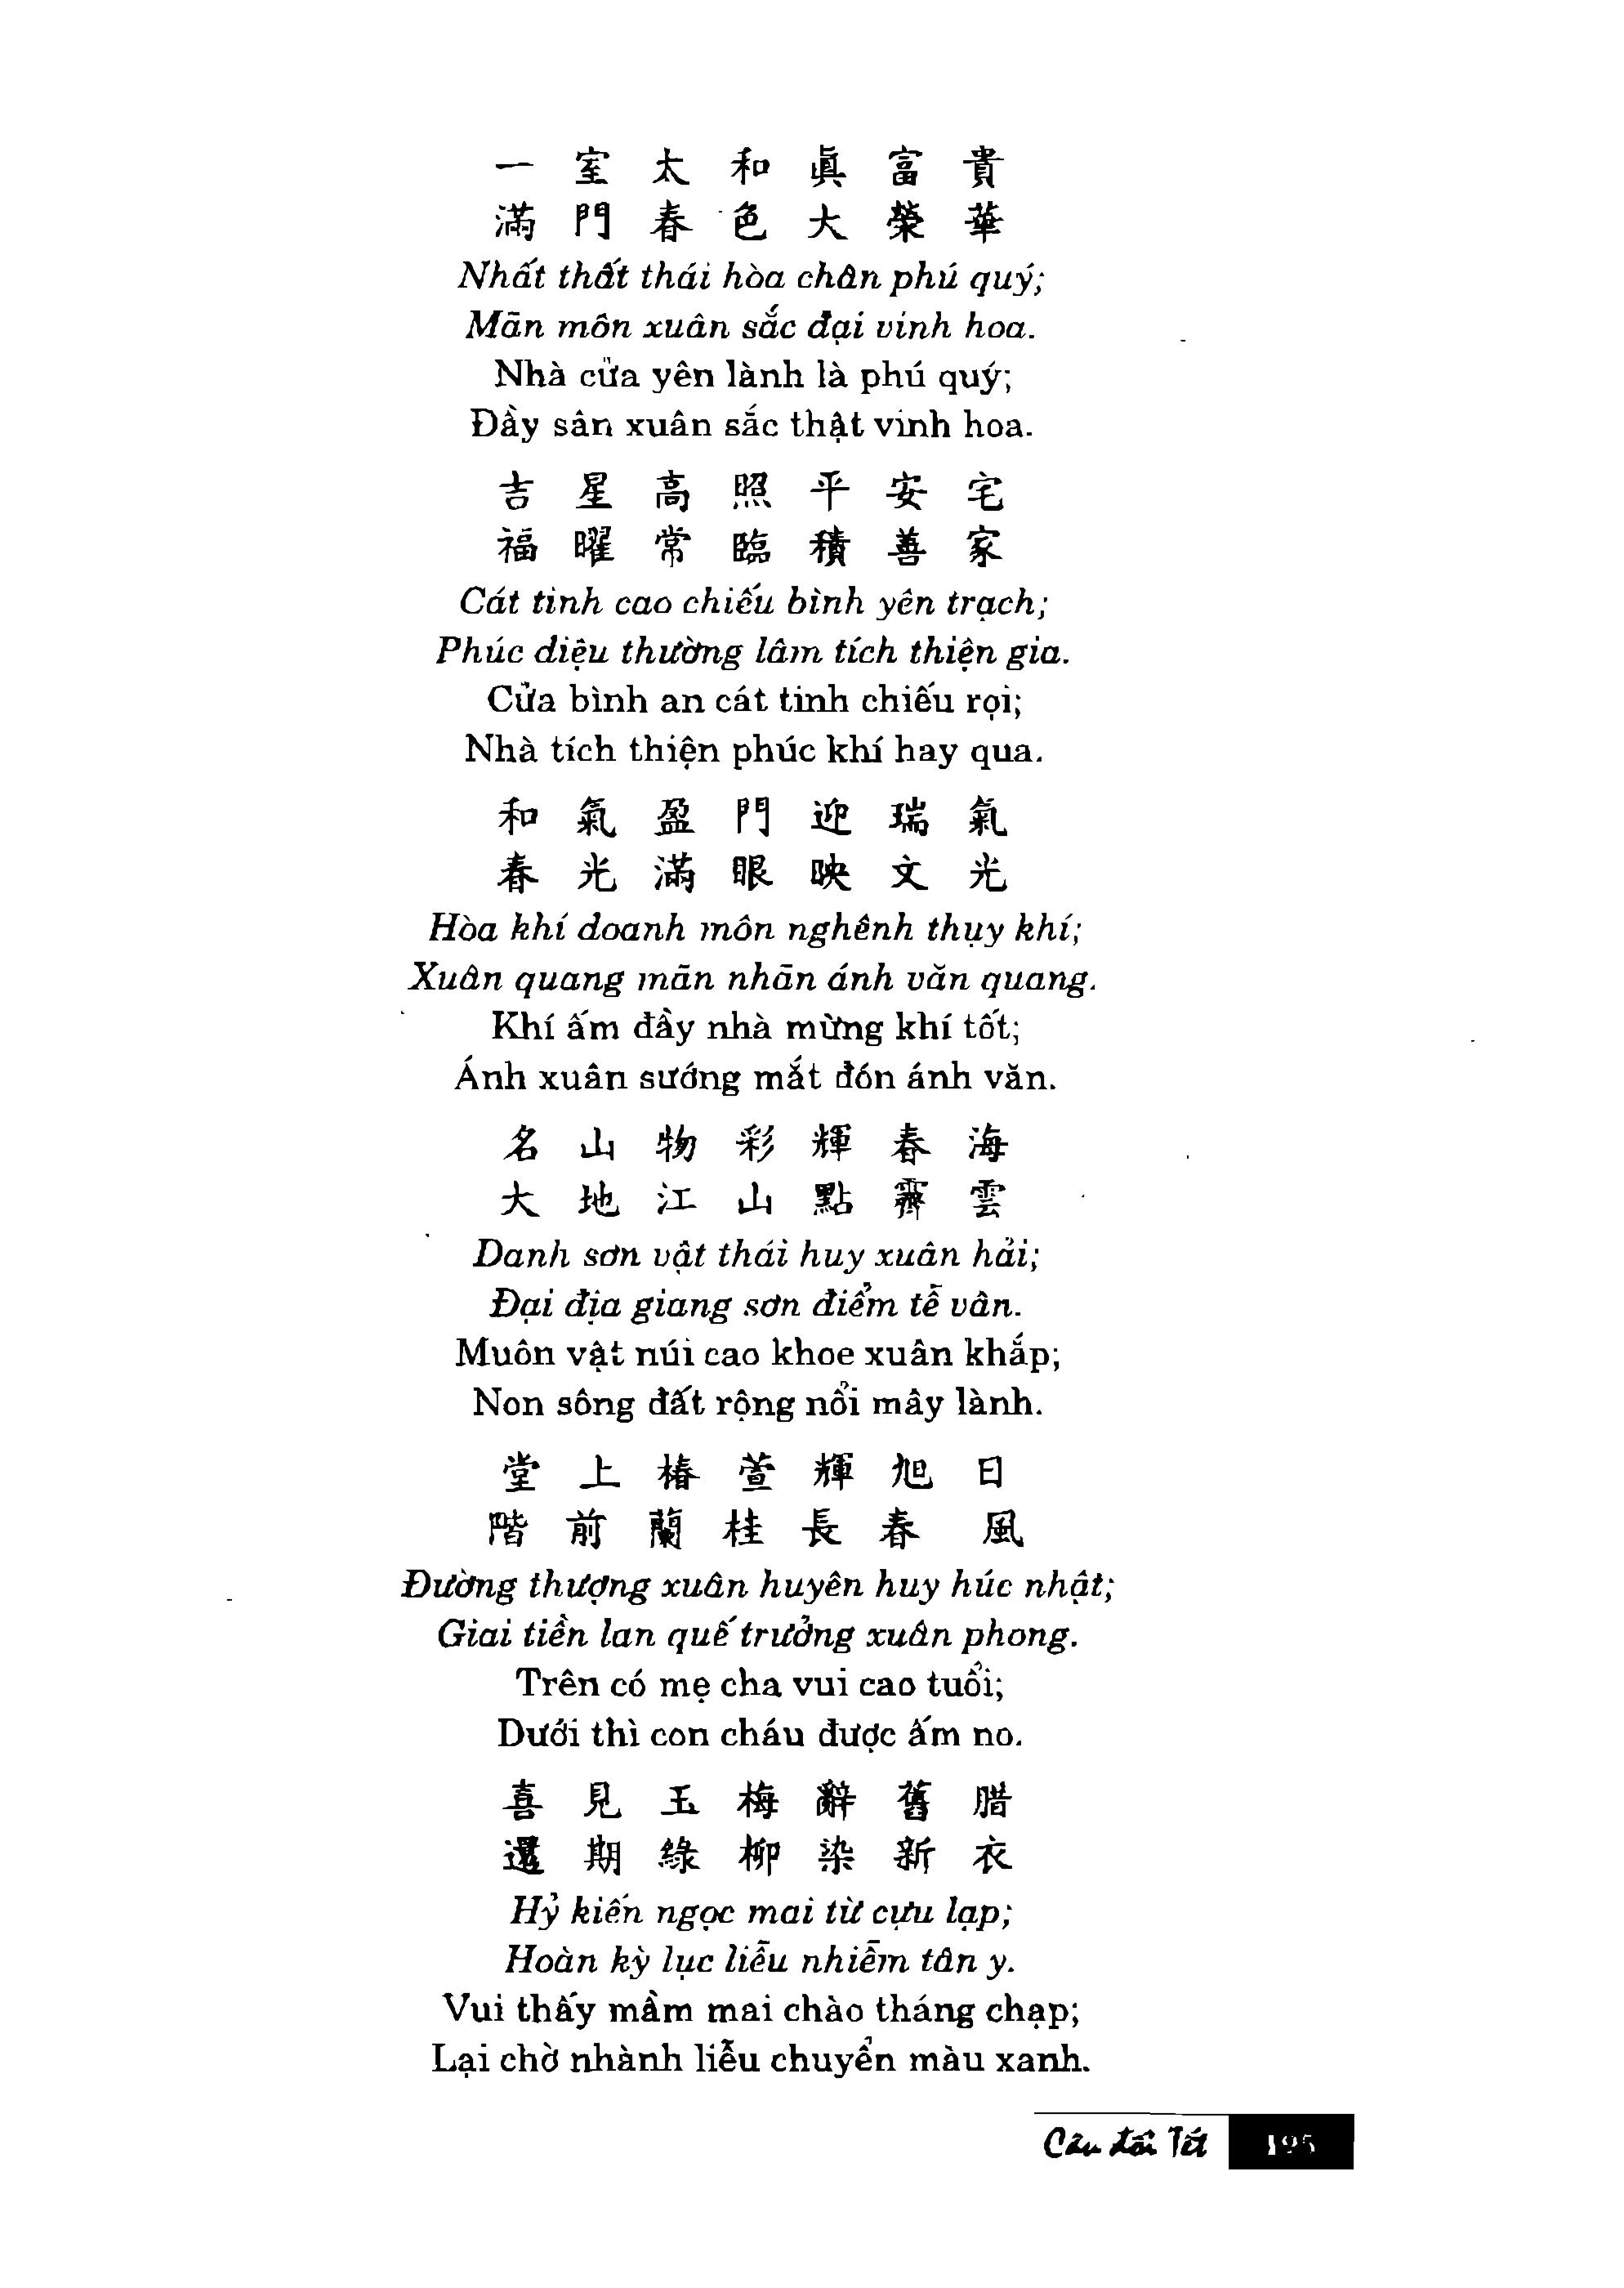 一 室 太 和 眞 富 貴
滿 門 春 色 大 榮 華
Nhất thất thái hòa chân phú quý;
Mãn môn xuân sắc đại vinh hoa.
Nhà cửa yên lành là phú quý;
Đầy sân xuân sắc thật vinh hoa.
吉 星 高 照 平 安 宅
福 曜 常 臨 積 善 家
Cát tinh cao chiếu bình yên trạch;
Phúc diệu thường lâm tích thiện gia.
Cửa bình an cát tinh chiếu rọi;
Nhà tích thiện phúc khí hay qua.
和 氣 盈 門 迎 瑞 氣
春 光 滿 眼 映 文 光
Hòa khí doanh môn nghênh thụy khí;
Xuân quang mãn nhãn ánh văn quang.
Khí ấm đầy nhà mừng khí tốt;
Ánh xuân sướng mắt đón ánh văn.
名 山 物 彩 輝 春 海
大 地 江 山 點 霽 雲
Danh sơn vật thái huy xuân hải;
Đại địa giang sơn điểm tễ vân.
Muôn vật núi cao khoe xuân khắp;
Non sông đất rộng nổi mây lành.
堂 上 椿 萱 輝 旭 日
階 前 蘭 桂 長 春 風
Đường thượng xuân huyên huy húc nhật;
Giai tiền lan quế trưởng xuân phong.
Trên có mẹ cha vui cao tuổi;
Dưới thì con cháu được ấm no.
喜 見 玉 梅 辭 舊 腊
還 期 綠 柳 染 新 衣
Hỷ kiến ngọc mai từ cựu lạp;
Hoàn kỳ lục liễu nhiễm tân y.
Vui thấy mầm mai chào tháng chạp;
Lại chờ nhành liễu chuyển màu xanh.
Câu đối Tết